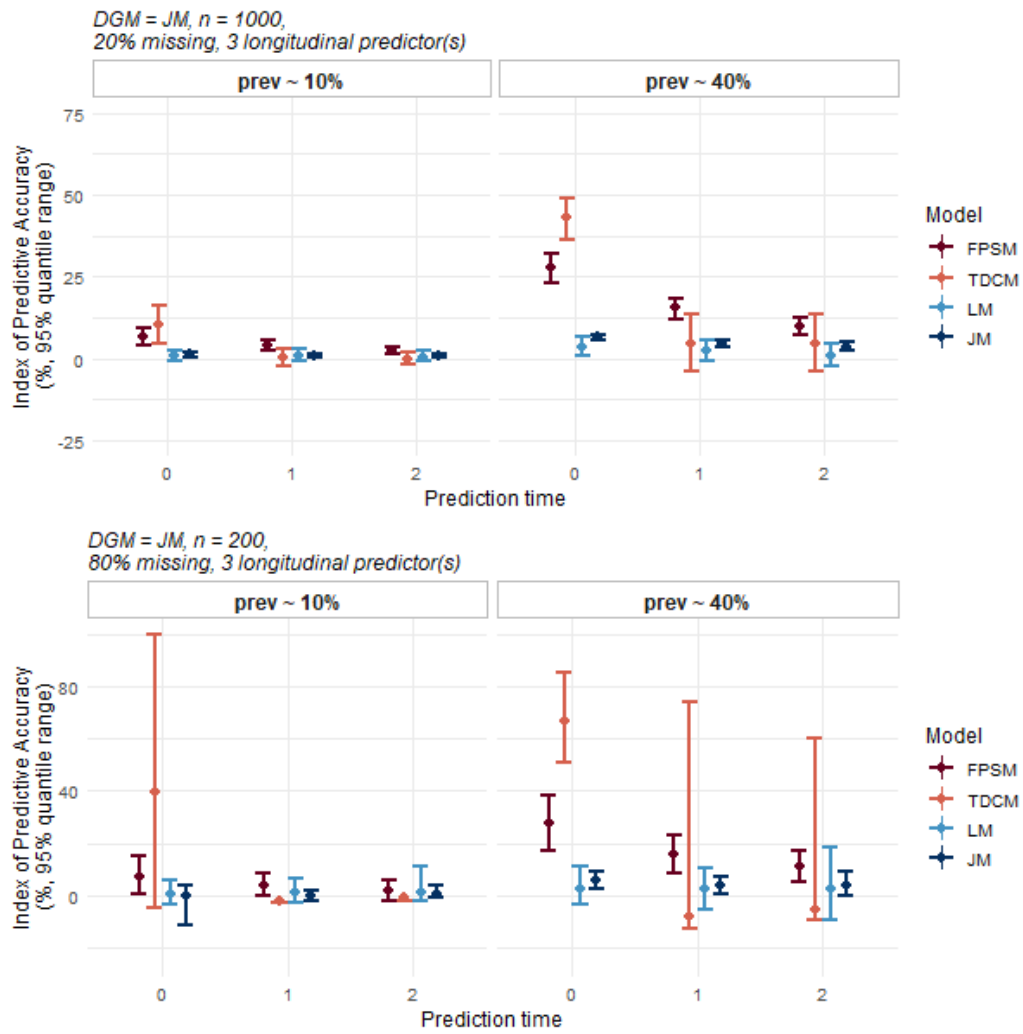 DGM = JM, n = 1000,
20% missing, 3 longitudinal predictor(s)
prev ~ 10%
prev ~ 40%
Index of Predictive Accuracy
(%, 95% quantile range)
75
50
25
0
-25
0
1
2
0
1
2
Prediction time
Model
FPSM
TDCM
LM
JM
DGM = JM, n = 200,
80% missing, 3 longitudinal predictor(s)
prev ~ 10%
prev ~ 40%
Index of Predictive Accuracy
(%, 95% quantile range)
80
40
0
0
1
2
0
1
2
Prediction time
Model
FPSM
TDCM
LM
JM